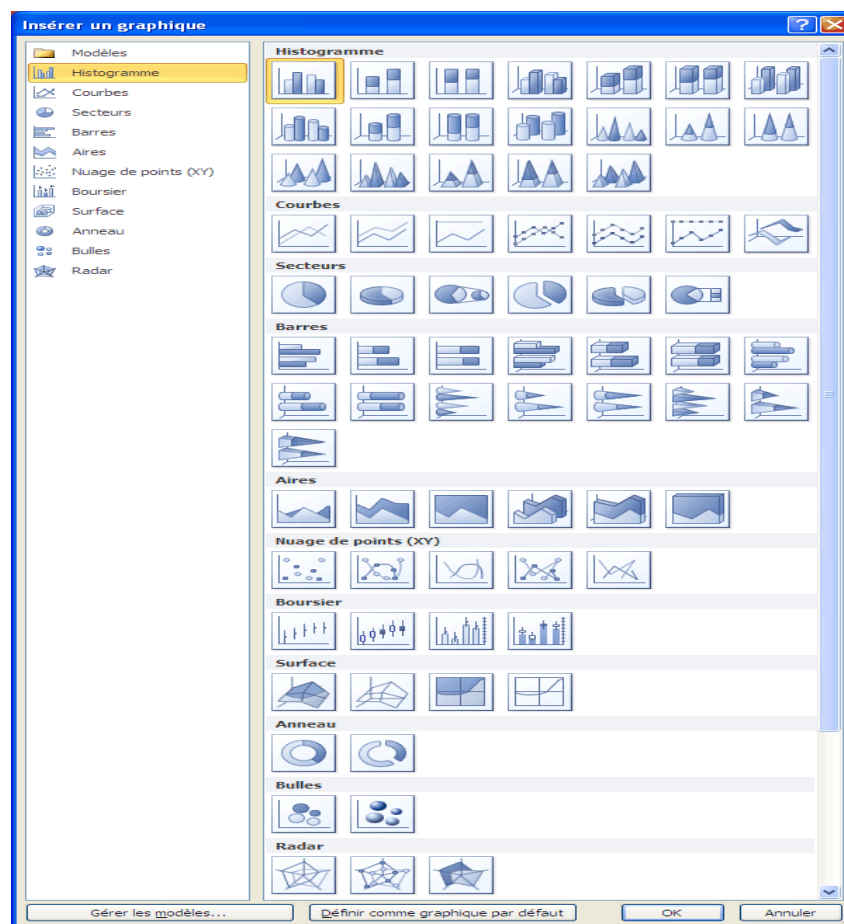 Insérer un graphique
Modèles
Histogramme
Courbes
Secteurs
Barres
Aires
Nuage de points (XY)
Boursier
Surface
Anneau
Bulles
Radar
Histogramme
Courbes
Secteurs
Barres
Aires
Nuage de points (XY)
Boursier
Surface
Anneau
Bulles
Radar
Gérer les modèles...
Définir comme graphique par défaut
OK
Annuler